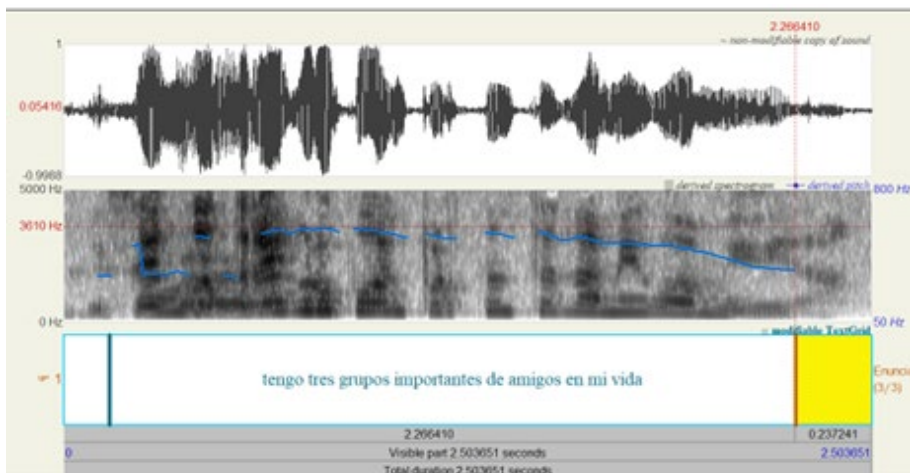 2.266410
~ non-modifiable copy of sound
1
0.05416
-0.9968
5000 Hz
derived spectrogram
derived pitch
800 Hz
3610 Hz
0 Hz
50 Hz
modifiable TextGrid
1
tengo tres grupos importantes de amigos en mi vida
Enunci
(3/3)
2.266410
0.237241
0
Visible part 2.503651 seconds
2.503651
Total duration 2.503651 seconds